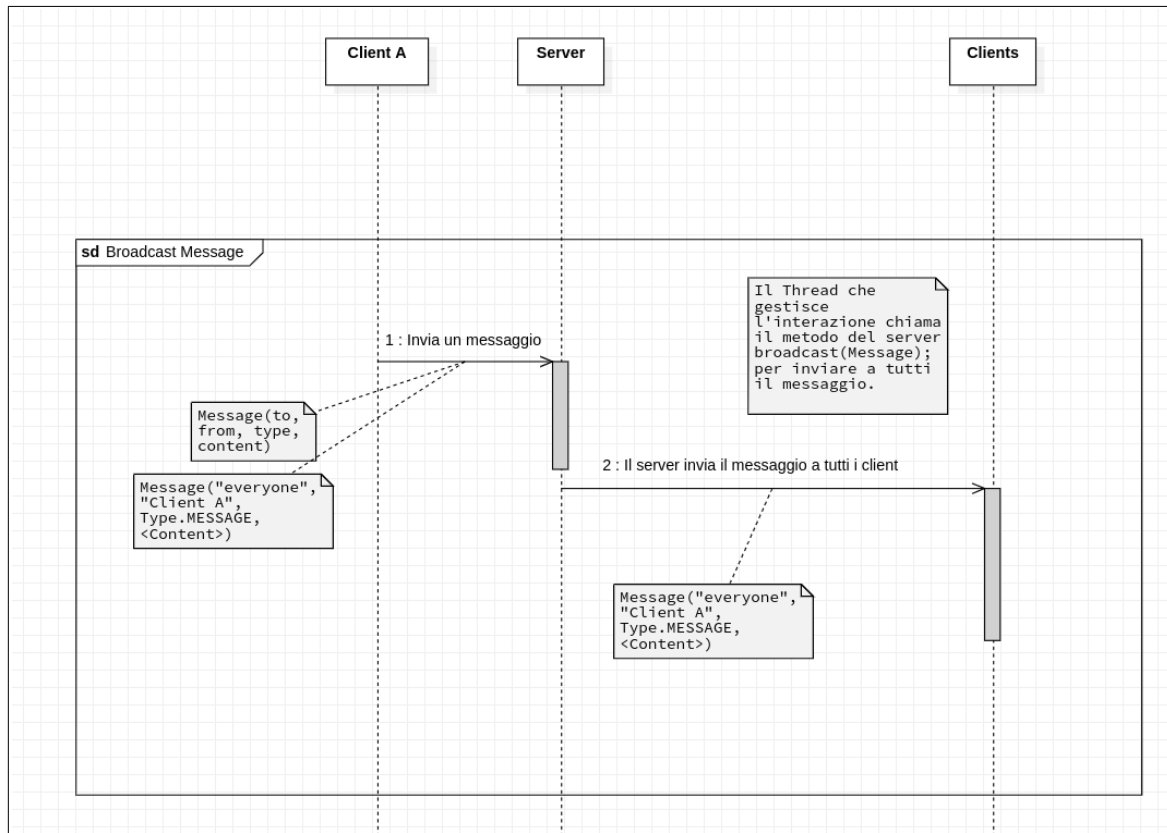 Client A
Server
Clients
sd Broadcast Message
Il Thread che
gestisce
l'interazione chiama
il metodo del server
broadcast(Message);
per inviare a tutti
il messaggio.
1 : Invia un messaggio
Message(to,
from, type,
content)
Message("everyone",
"Client A",
Type.MESSAGE,
<Content>)
2 : Il server invia il messaggio a tutti i client
Message("everyone",
"Client A",
Type.MESSAGE,
<Content>)